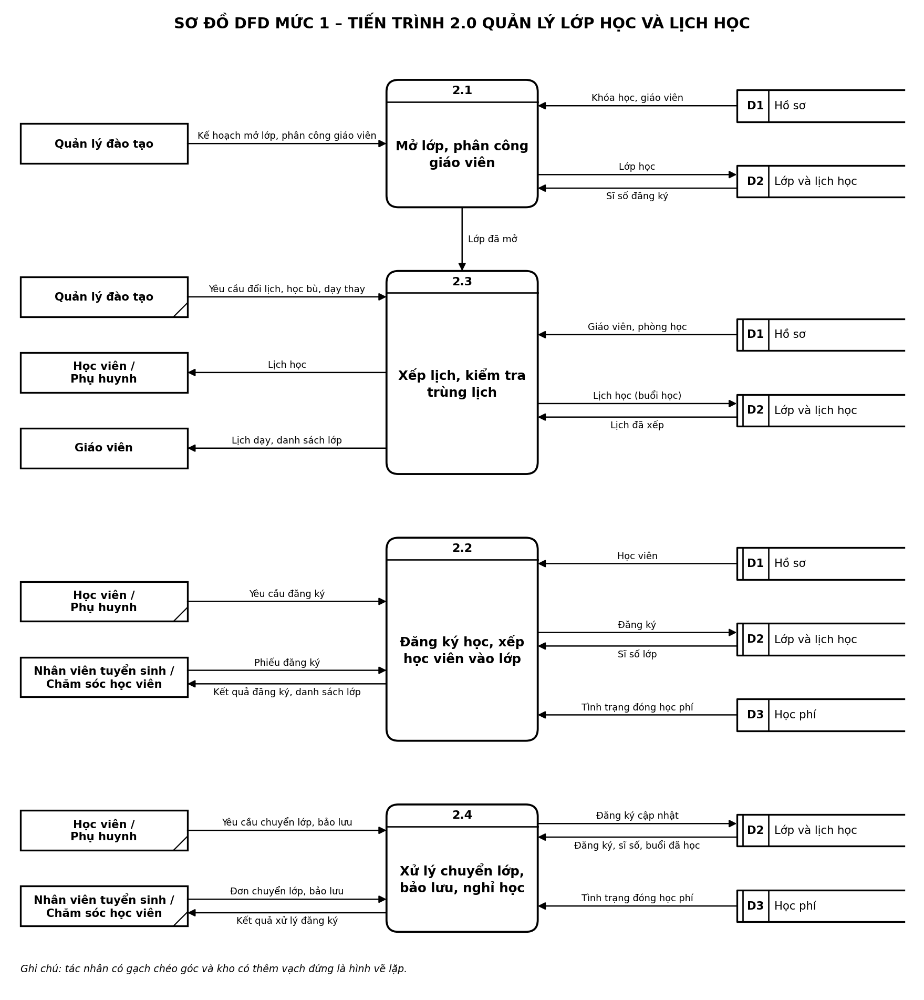 SƠ ĐỒ DFD MỨC 1 – TIẾN TRÌNH 2.0 QUẢN LÝ LỚP HỌC VÀ LỊCH HỌC
2.1
Mở lớp, phân công
giáo viên
Quản lý đào tạo
Kế hoạch mở lớp, phân công giáo viên
Khóa học, giáo viên
D1 Hồ sơ
Lớp học
Sĩ số đăng ký
D2 Lớp và lịch học
Lớp đã mở
2.3
Xếp lịch, kiểm tra
trùng lịch
Quản lý đào tạo
Yêu cầu đổi lịch, học bù, dạy thay
Học viên /
Phụ huynh
Lịch học
Giáo viên
Lịch dạy, danh sách lớp
Giáo viên, phòng học
D1 Hồ sơ
Lịch học (buổi học)
Lịch đã xếp
D2 Lớp và lịch học
2.2
Đăng ký học, xếp
học viên vào lớp
Học viên /
Phụ huynh
Yêu cầu đăng ký
Nhân viên tuyển sinh /
Chăm sóc học viên
Phiếu đăng ký
Kết quả đăng ký, danh sách lớp
Học viên
D1 Hồ sơ
Đăng ký
Sĩ số lớp
D2 Lớp và lịch học
Tình trạng đóng học phí
D3 Học phí
2.4
Xử lý chuyển lớp,
bảo lưu, nghỉ học
Học viên /
Phụ huynh
Yêu cầu chuyển lớp, bảo lưu
Nhân viên tuyển sinh /
Chăm sóc học viên
Đơn chuyển lớp, bảo lưu
Kết quả xử lý đăng ký
Đăng ký cập nhật
Đăng ký, sĩ số, buổi đã học
D2 Lớp và lịch học
Tình trạng đóng học phí
D3 Học phí
Ghi chú: tác nhân có gạch chéo góc và kho có thêm vạch đứng là hình vẽ lặp.